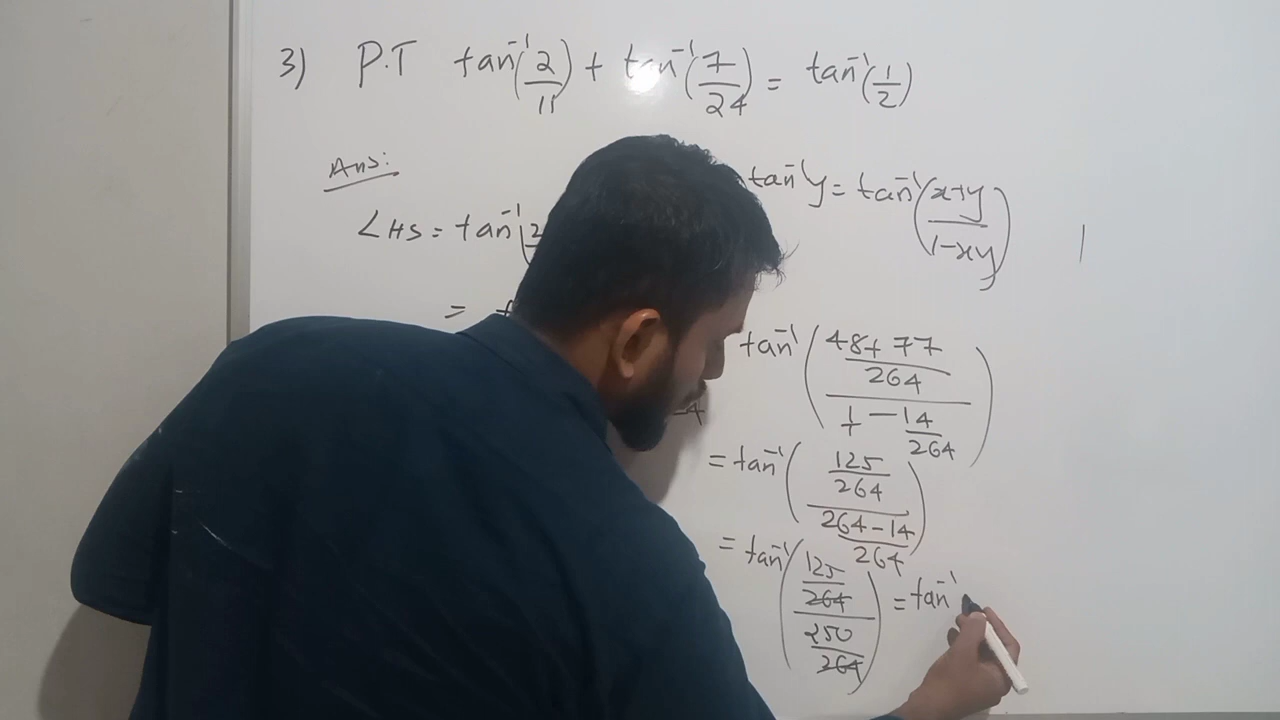 3) P.T tan⁻¹(2/11) + tan⁻¹(7/24) = tan⁻¹(1/2)
Ans:
tan⁻¹y = tan⁻¹((x+y)/(1-xy))
LHS = tan⁻¹(2
=
tan⁻¹(((48+77)/264)/(1/1 - 14/264))
= tan⁻¹((125/264)/((264-14)/264))
= tan⁻¹((125/264)/(250/264)) = tan⁻¹